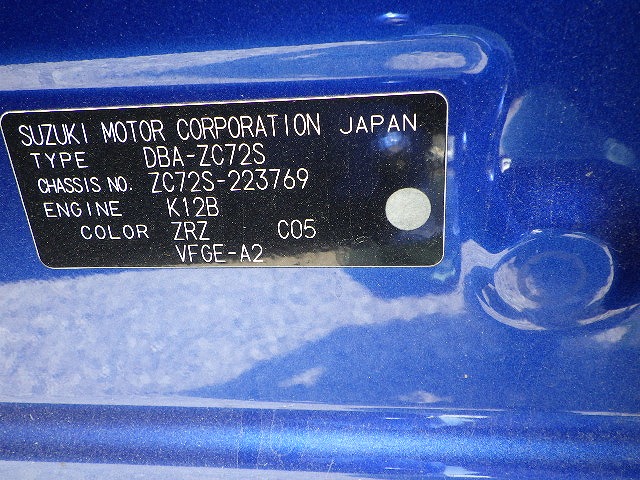 SUZUKI MOTOR CORPORATION JAPAN
TYPE DBA-ZC72S
CHASSIS NO. ZC72S-223769
ENGINE K12B
COLOR ZRZ C05
VFGE-A2